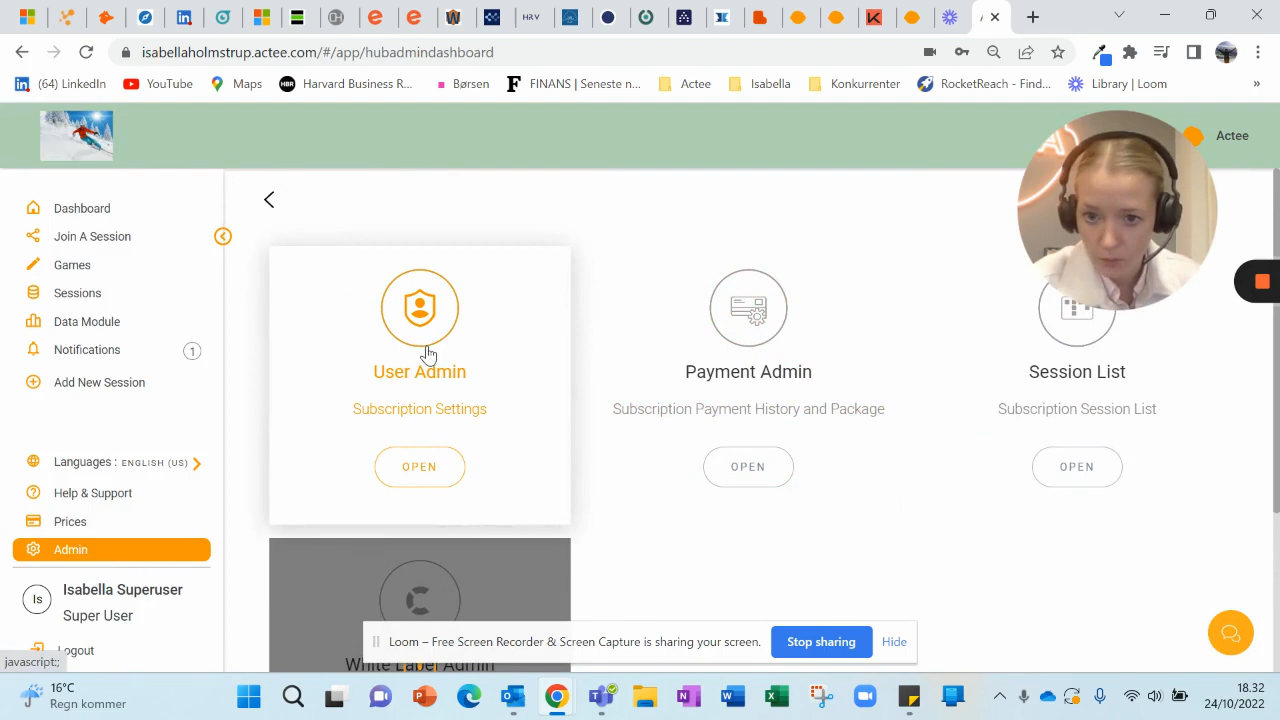 isabellaholmstrup.actee.com/#/app/hubadmindashboard
(64) LinkedIn
YouTube
Maps
Harvard Business R...
Børsen
FINANS | Seneste n...
Actee
Isabella
Konkurrenter
RocketReach - Find...
Library | Loom
»
Actee
Dashboard
Join A Session
Games
Sessions
Data Module
Notifications
1
Add New Session
Languages : ENGLISH (US)
Help & Support
Prices
Admin
Is
Isabella Superuser
Super User
Logout
javascript:;
User Admin
Subscription Settings
OPEN
Payment Admin
Subscription Payment History and Package
OPEN
Session List
Subscription Session List
OPEN
White Label Admin
Loom – Free Screen Recorder & Screen Capture is sharing your screen.
Stop sharing
Hide
16°C
Regn kommer
18.32
24/10/2022